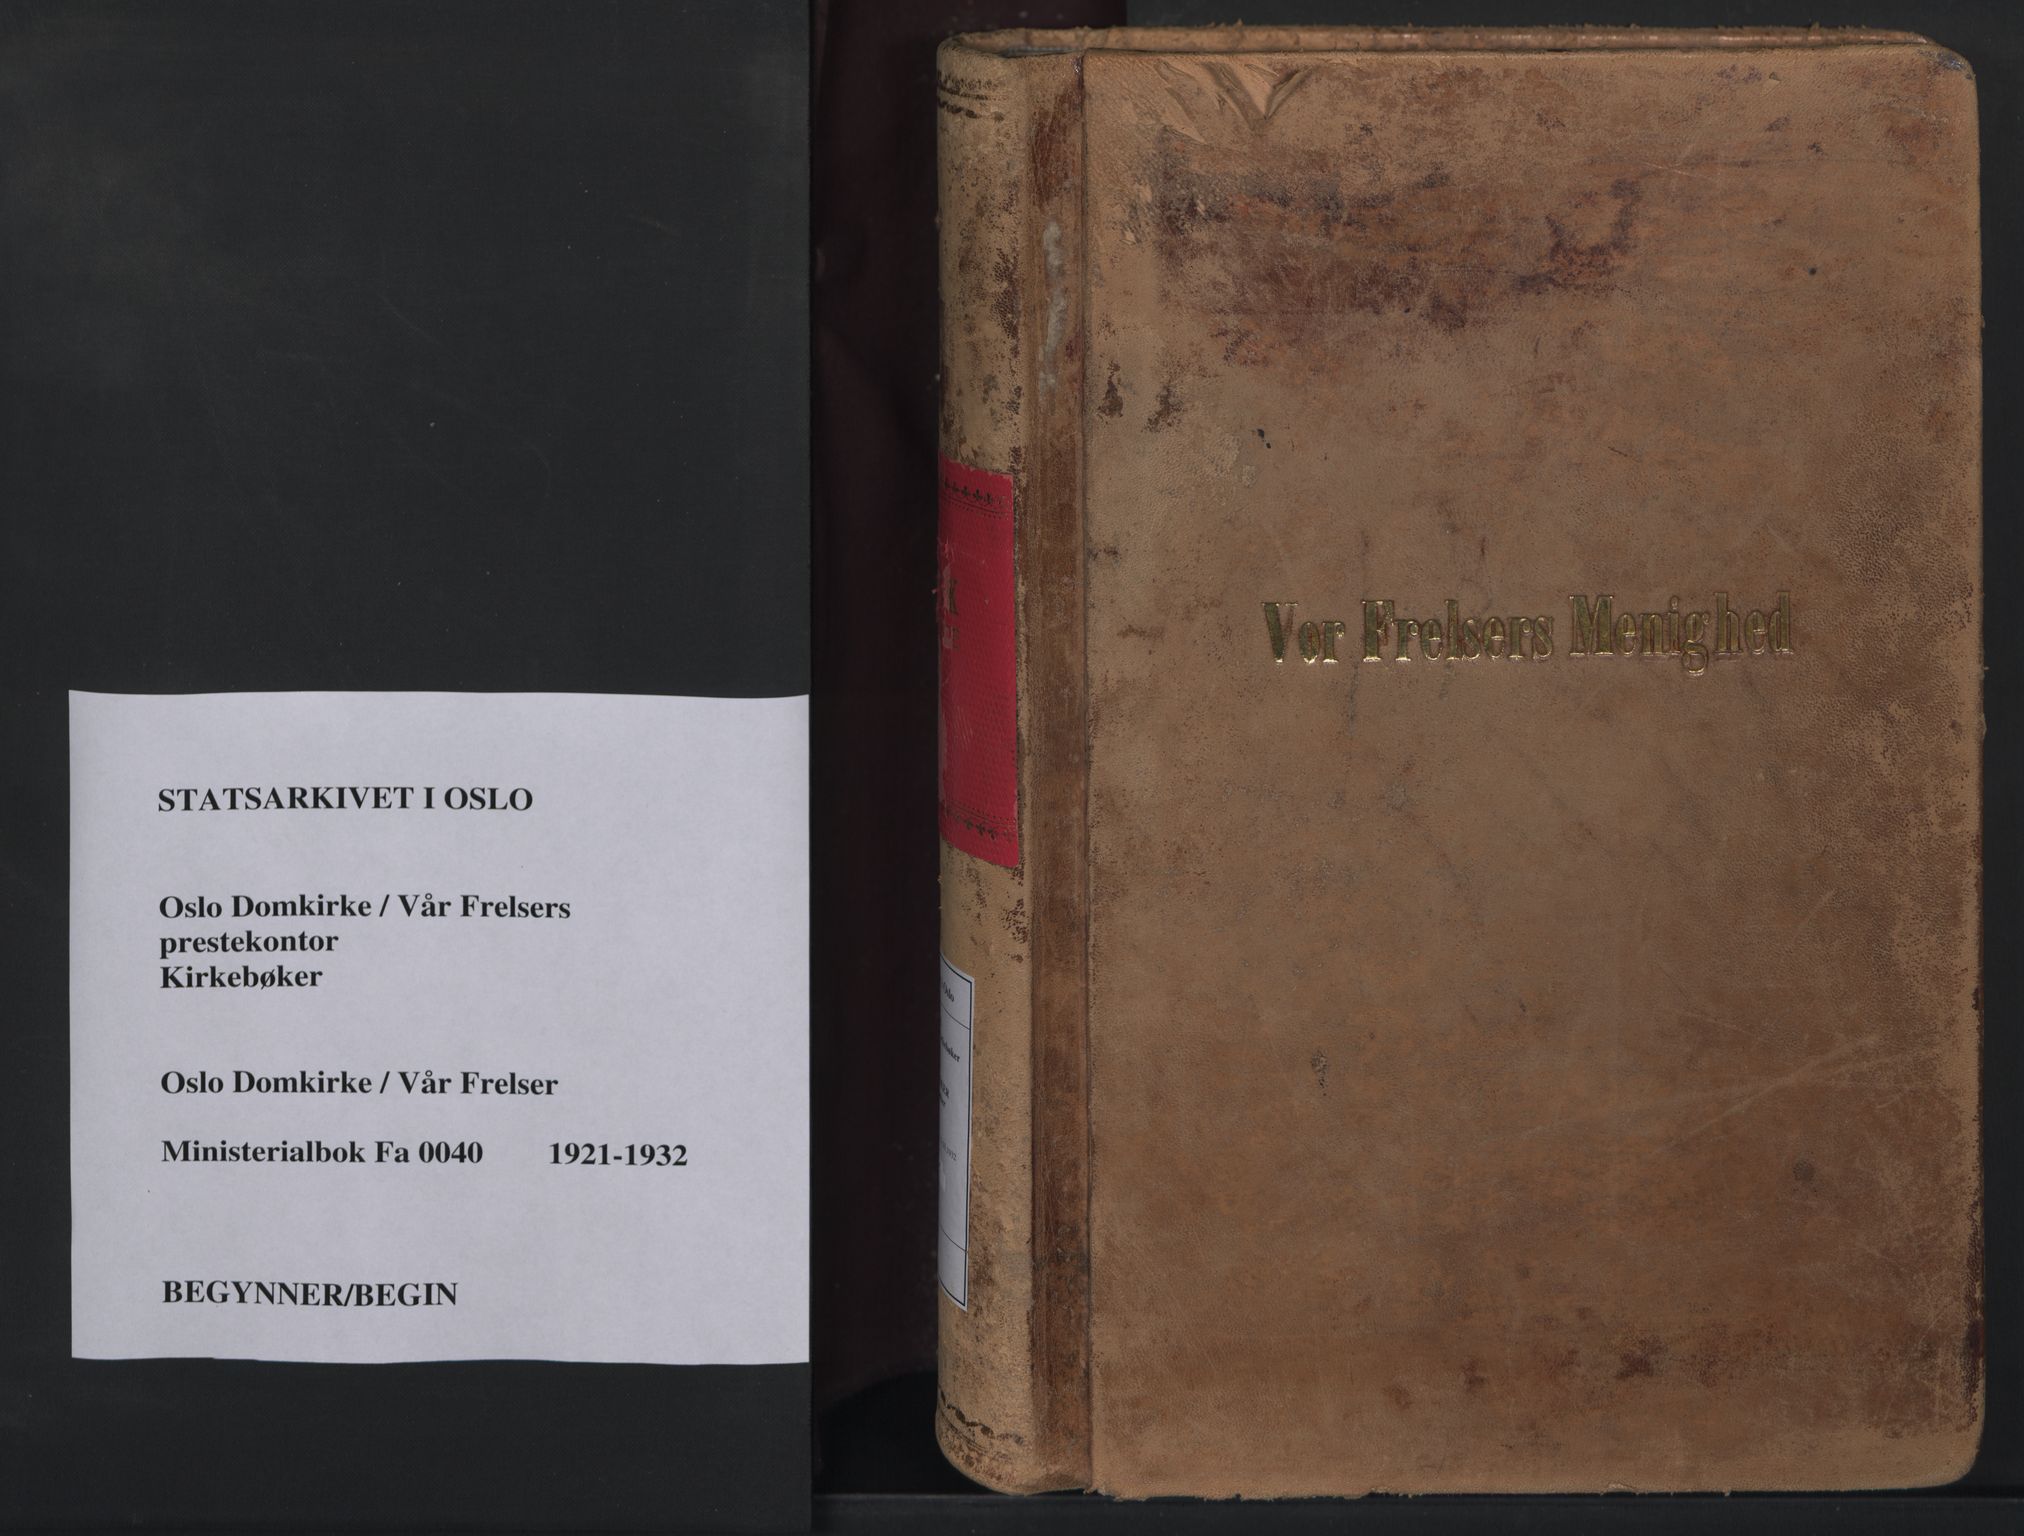 STATSARKIVET I OSLO
Oslo Domkirke / Vår Frelsers
prestekontor
Kirkebøker
Oslo Domkirke / Vår Frelser
Ministerialbok Fa 0040 1921-1932
BEGYNNER/BEGIN
Vor Frelsers Menighed
Oslo